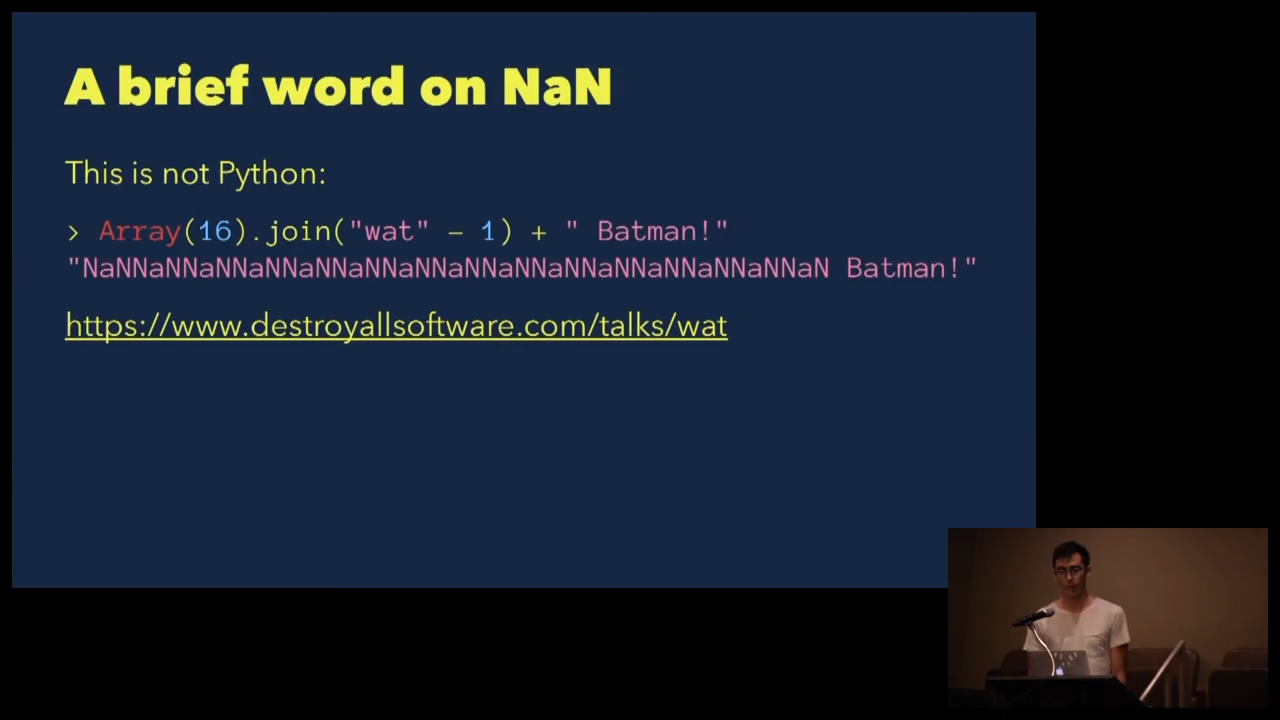 A brief word on NaN
This is not Python:
> Array(16).join("wat" - 1) + " Batman!"
"NaNNaNNaNNaNNaNNaNNaNNaNNaNNaNNaNNaNNaNNaNNaN Batman!"
https://www.destroyallsoftware.com/talks/wat